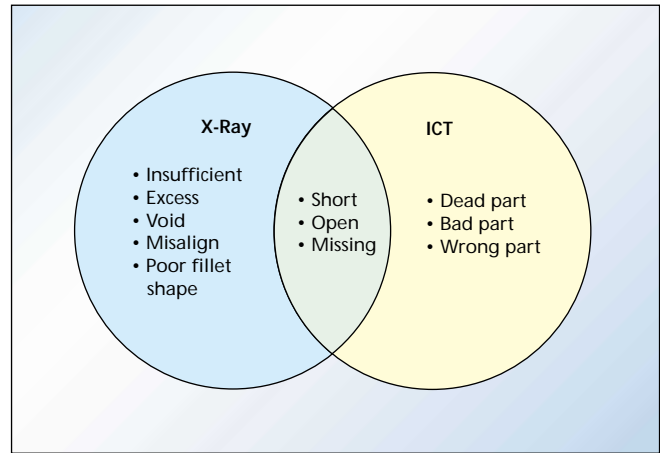 X-Ray
• Insufficient
• Excess
• Void
• Misalign
• Poor fillet
shape
• Short
• Open
• Missing
ICT
• Dead part
• Bad part
• Wrong part